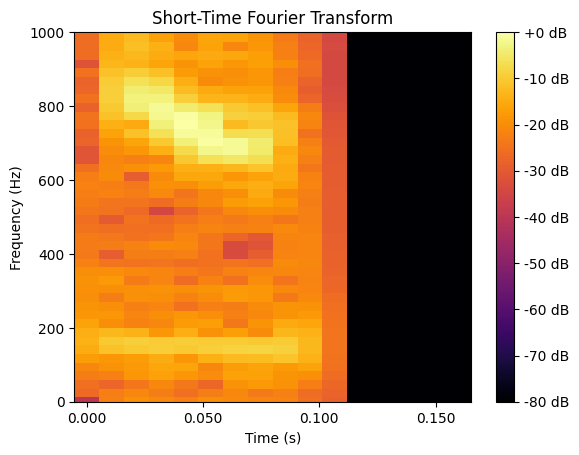 Short-Time Fourier Transform
1000
800
600
400
200
0
Frequency (Hz)
0.000
0.050
0.100
0.150
Time (s)
+0 dB
-10 dB
-20 dB
-30 dB
-40 dB
-50 dB
-60 dB
-70 dB
-80 dB